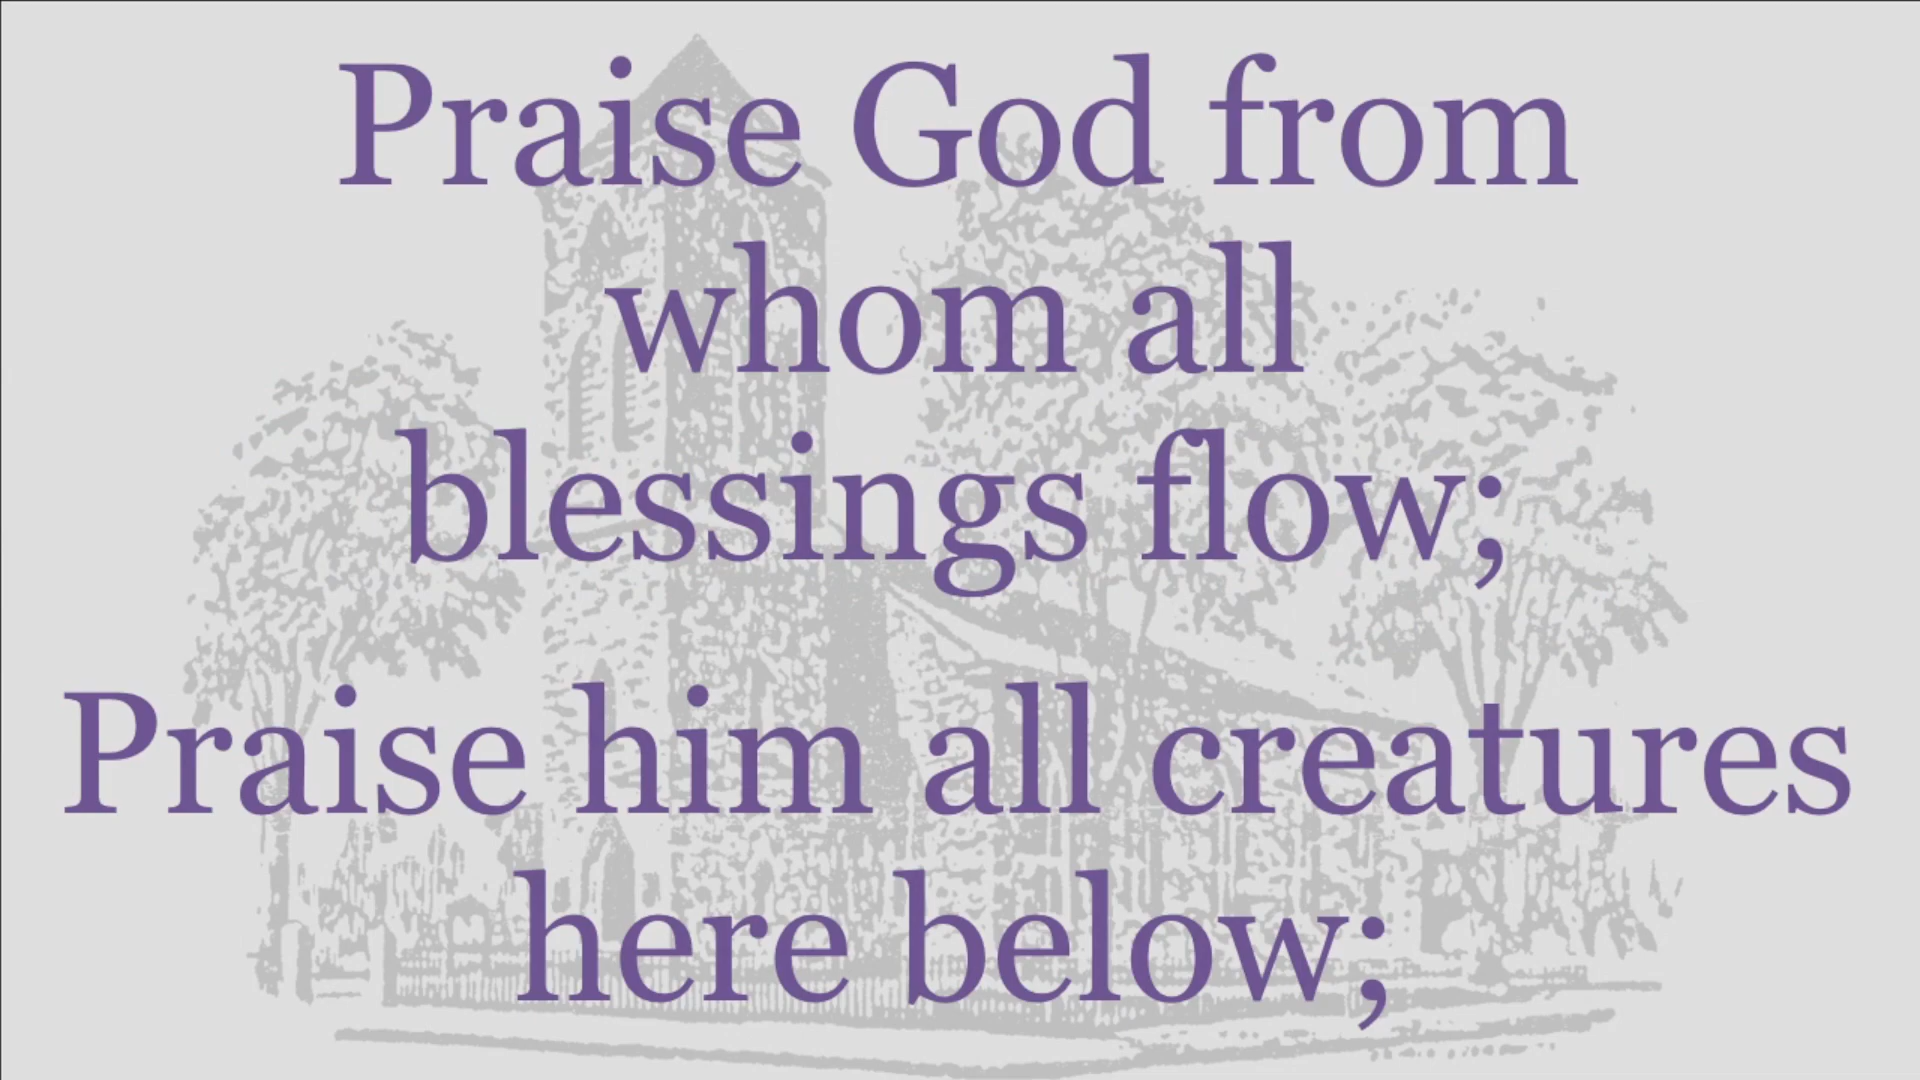 Praise God from
whom all
blessings flow;
Praise him all creatures
here below;